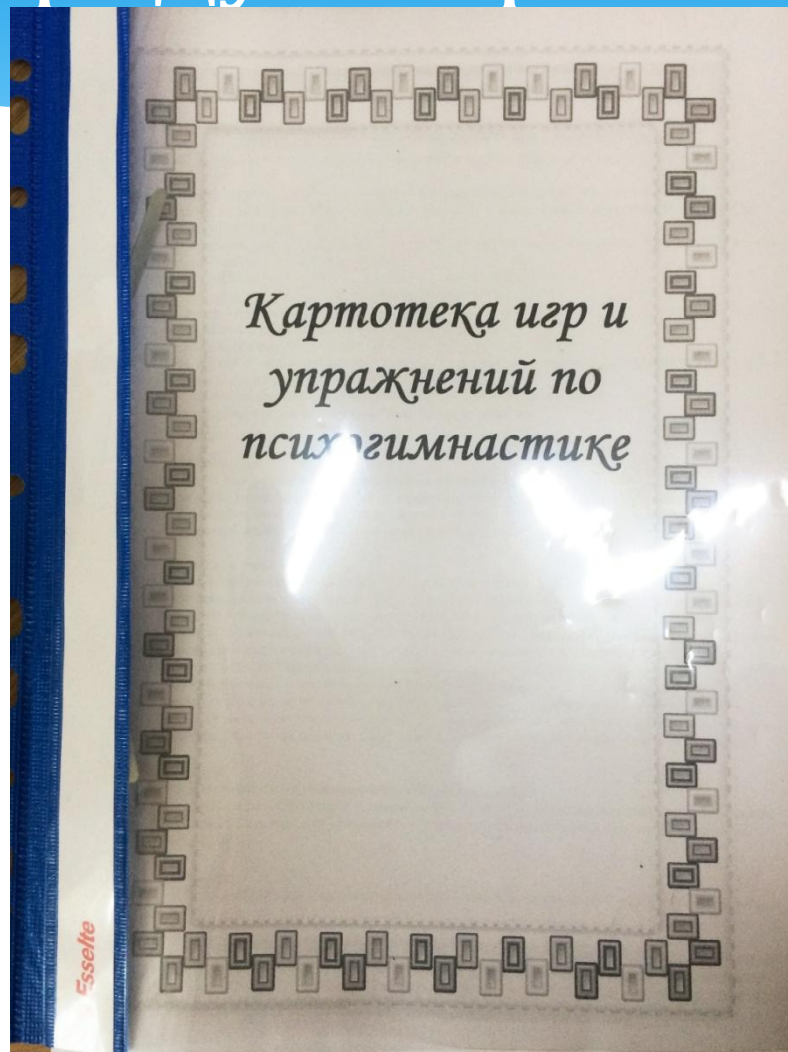 Картотека игр и
упражнений по
психогимнастике
Esselte